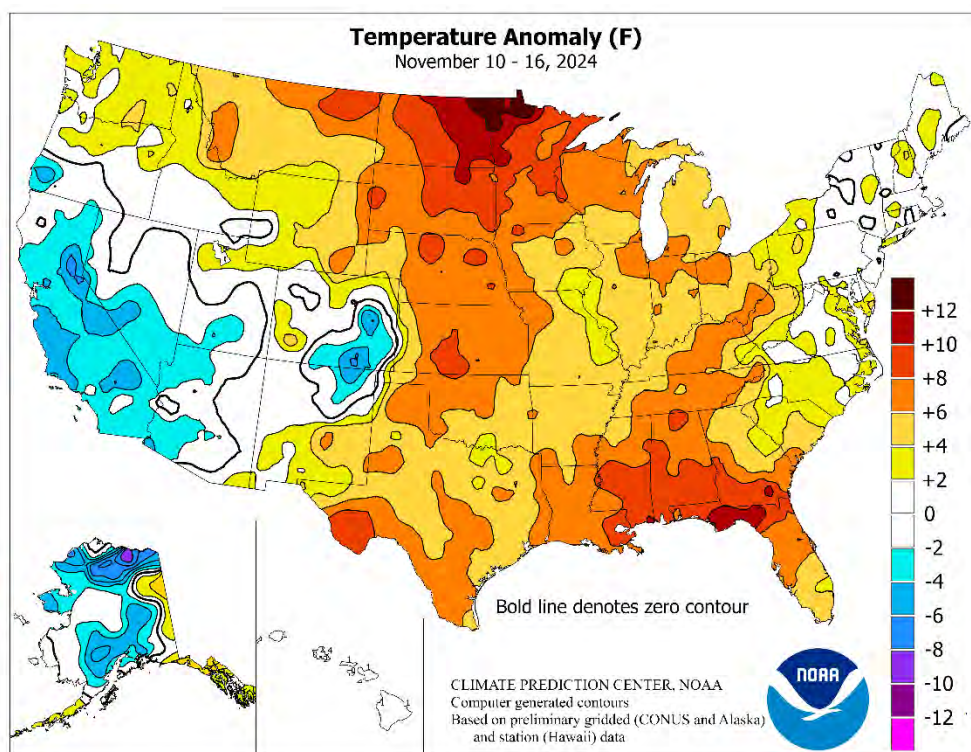 Temperature Anomaly (F)
November 10 - 16, 2024
+12
+10
+8
+6
+4
+2
0
-2
-4
-6
-8
-10
-12
Bold line denotes zero contour
CLIMATE PREDICTION CENTER, NOAA
Computer generated contours
Based on preliminary gridded (CONUS and Alaska)
and station (Hawaii) data
NOAA